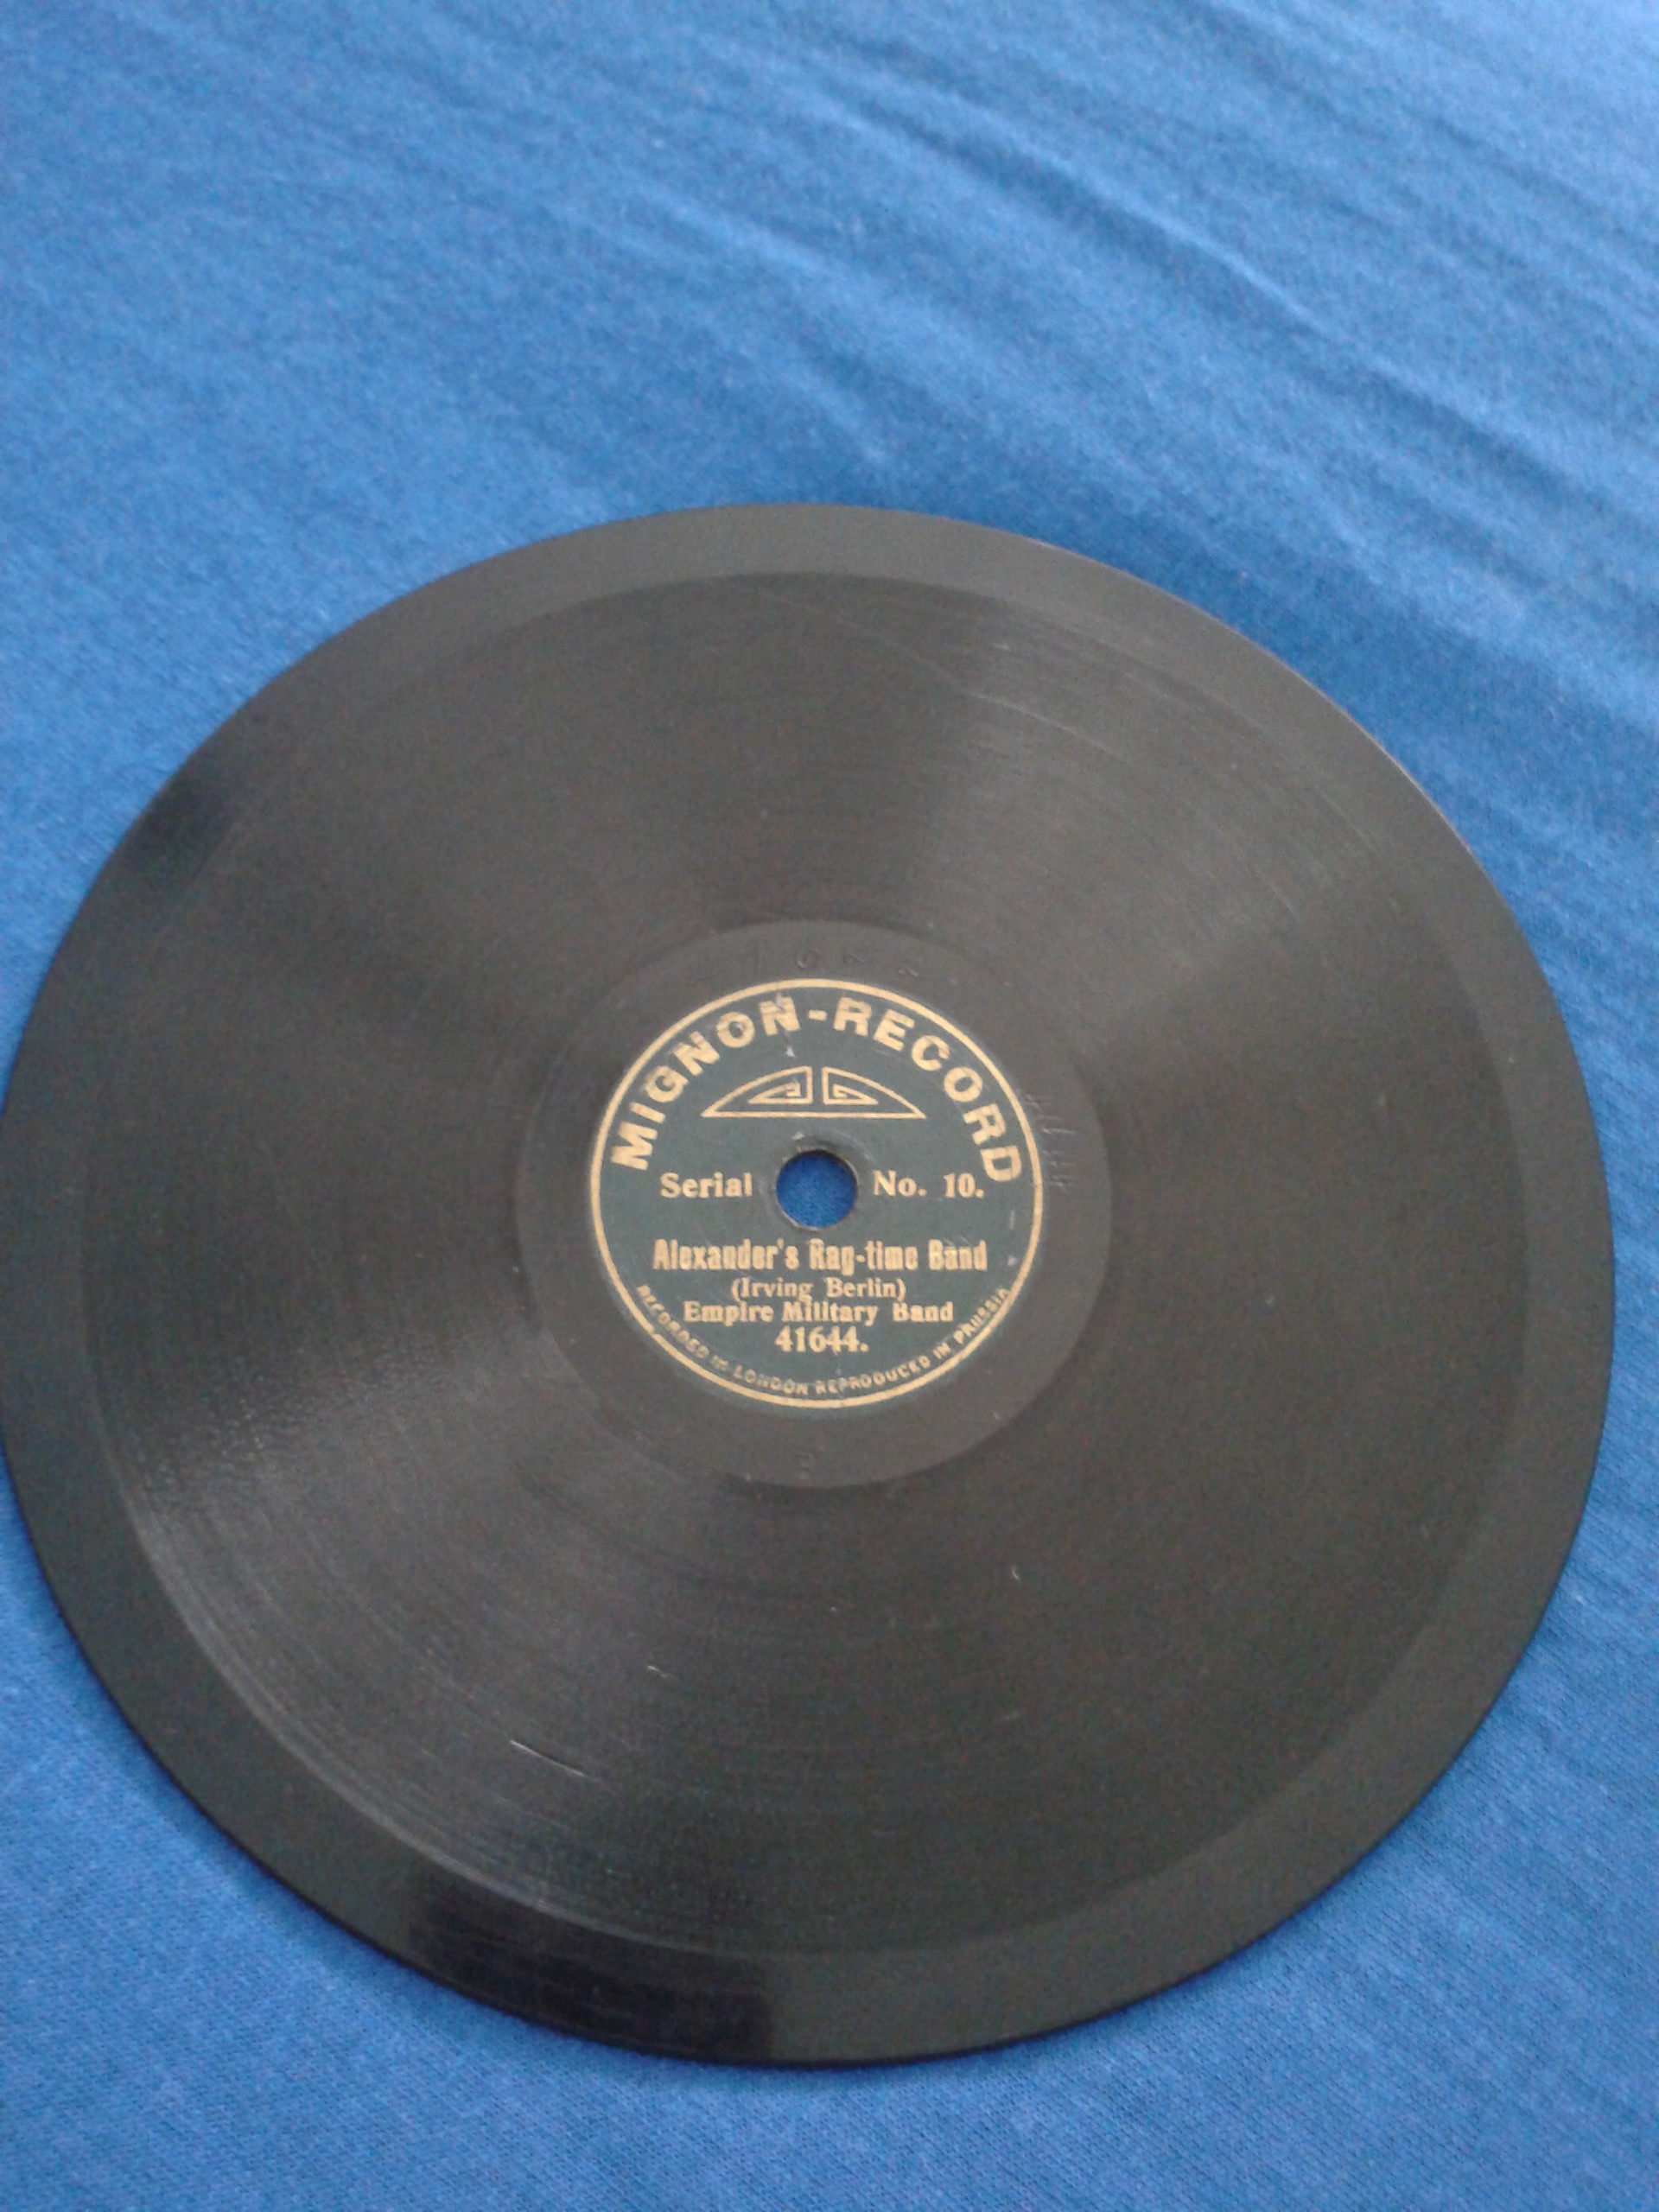 MIGNON-RECORD
Serial No. 10.
Alexander's Rag-time Band
(Irving Berlin)
Empire Military Band
41644.
RECORDED IN LONDON REPRODUCED IN PRUSSIA